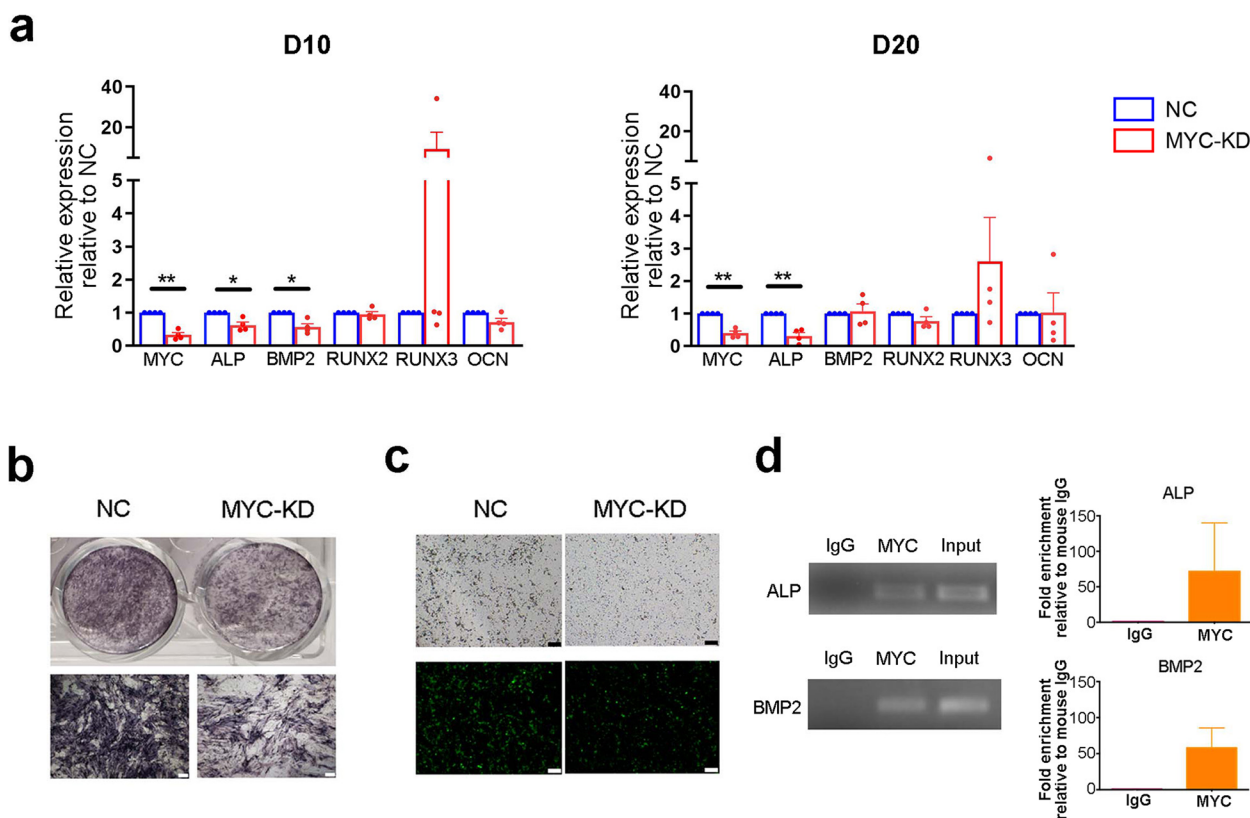 a
D10
D20
Relative expression
relative to NC
40
20
5
4
3
2
1
0
** * *
MYC ALP BMP2 RUNX2 RUNX3 OCN
Relative expression
relative to NC
40
20
5
4
3
2
1
0
** **
MYC ALP BMP2 RUNX2 RUNX3 OCN
NC
MYC-KD
b
NC MYC-KD
c
NC MYC-KD
d
IgG MYC Input
ALP
IgG MYC Input
BMP2
ALP
Fold enrichment
relative to mouse IgG
150
100
50
0
IgG MYC
BMP2
Fold enrichment
relative to mouse IgG
150
100
50
0
IgG MYC